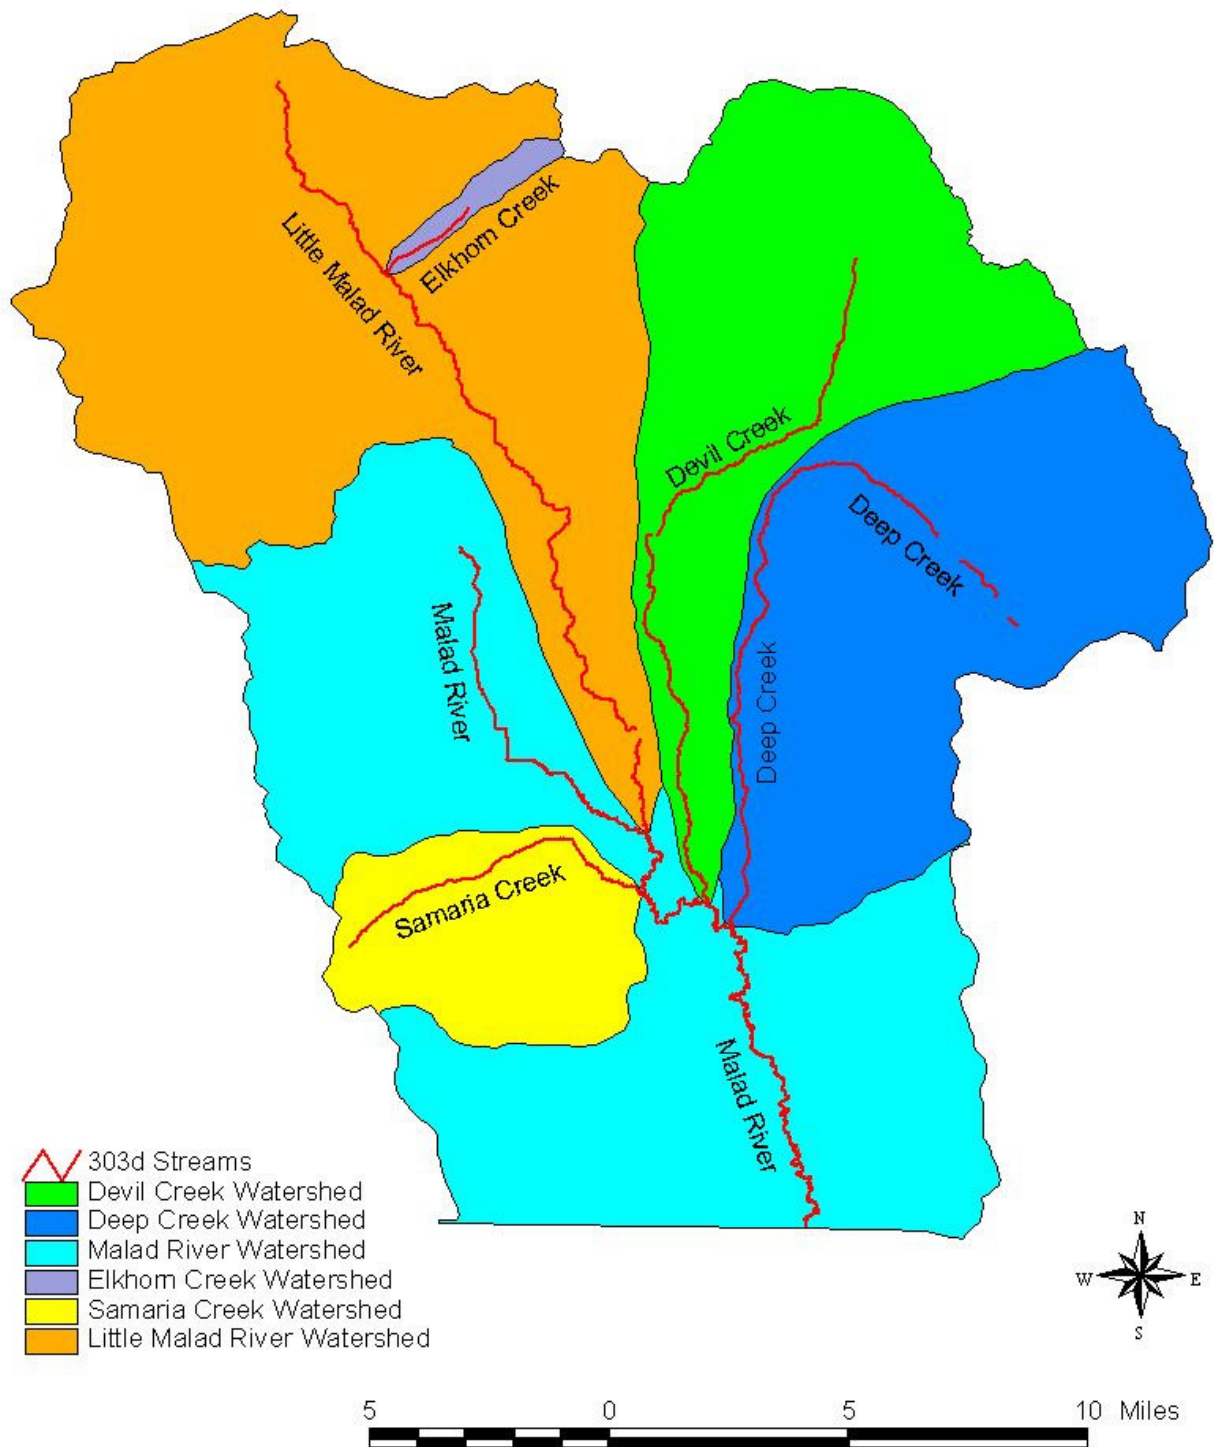 Elkhorn Creek
Little Malad River
Devil Creek
Deep Creek
Malad River
Deep Creek
Samaria Creek
Malad River
303d Streams
Devil Creek Watershed
Deep Creek Watershed
Malad River Watershed
Elkhorn Creek Watershed
Samaria Creek Watershed
Little Malad River Watershed
N
W E
S
5 0 5 10 Miles